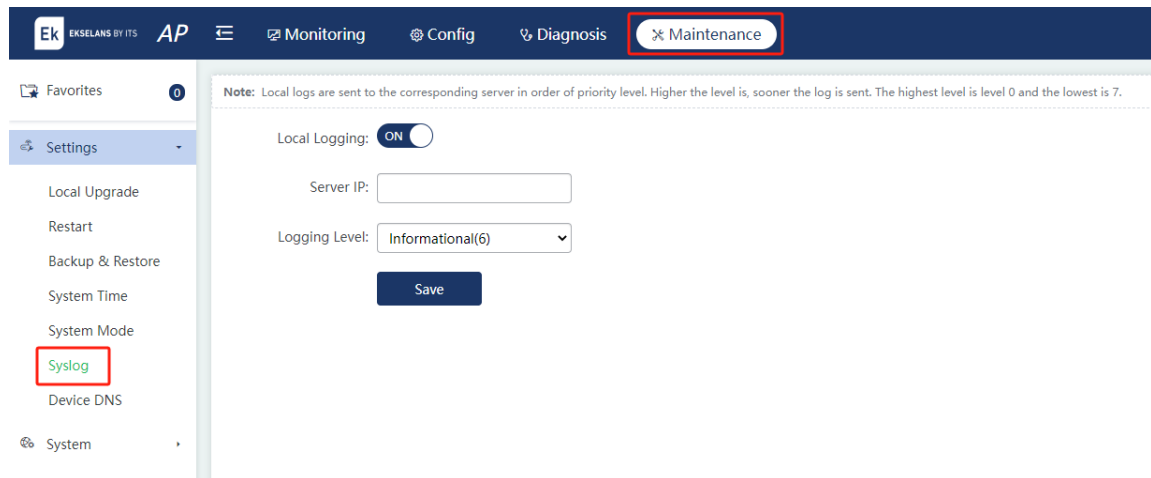 Ek EKSELANS BY ITS AP Monitoring Config Diagnosis Maintenance
Favorites 0
Note: Local logs are sent to the corresponding server in order of priority level. Higher the level is, sooner the log is sent. The highest level is level 0 and the lowest is 7.
Settings
Local Upgrade
Restart
Backup & Restore
System Time
System Mode
Syslog
Device DNS
System
Local Logging: ON
Server IP:
Logging Level: Informational(6)
Save